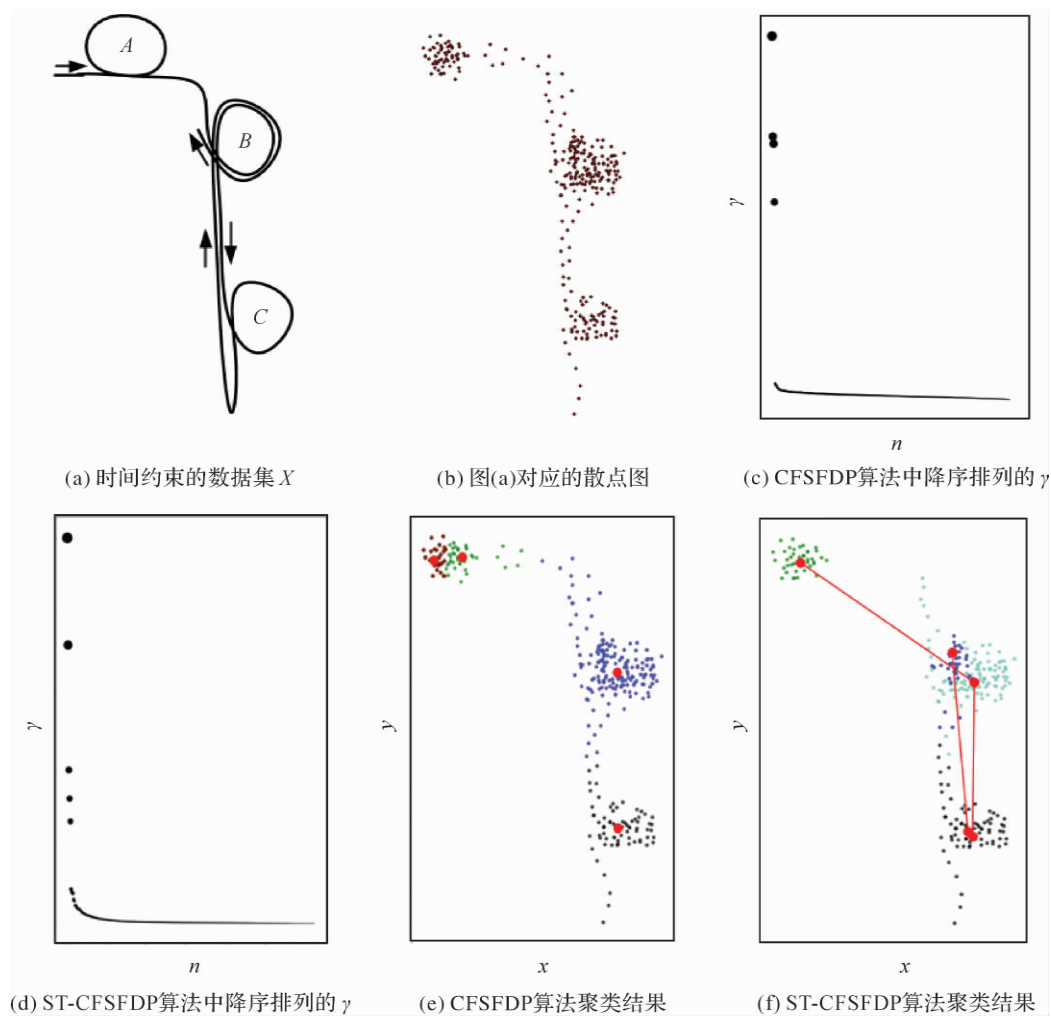 A
B
C
γ
n
(a) 时间约束的数据集 X
(b) 图(a)对应的散点图
(c) CFSFDP算法中降序排列的 γ
γ
n
y
x
y
x
(d) ST-CFSFDP算法中降序排列的 γ
(e) CFSFDP算法聚类结果
(f) ST-CFSFDP算法聚类结果